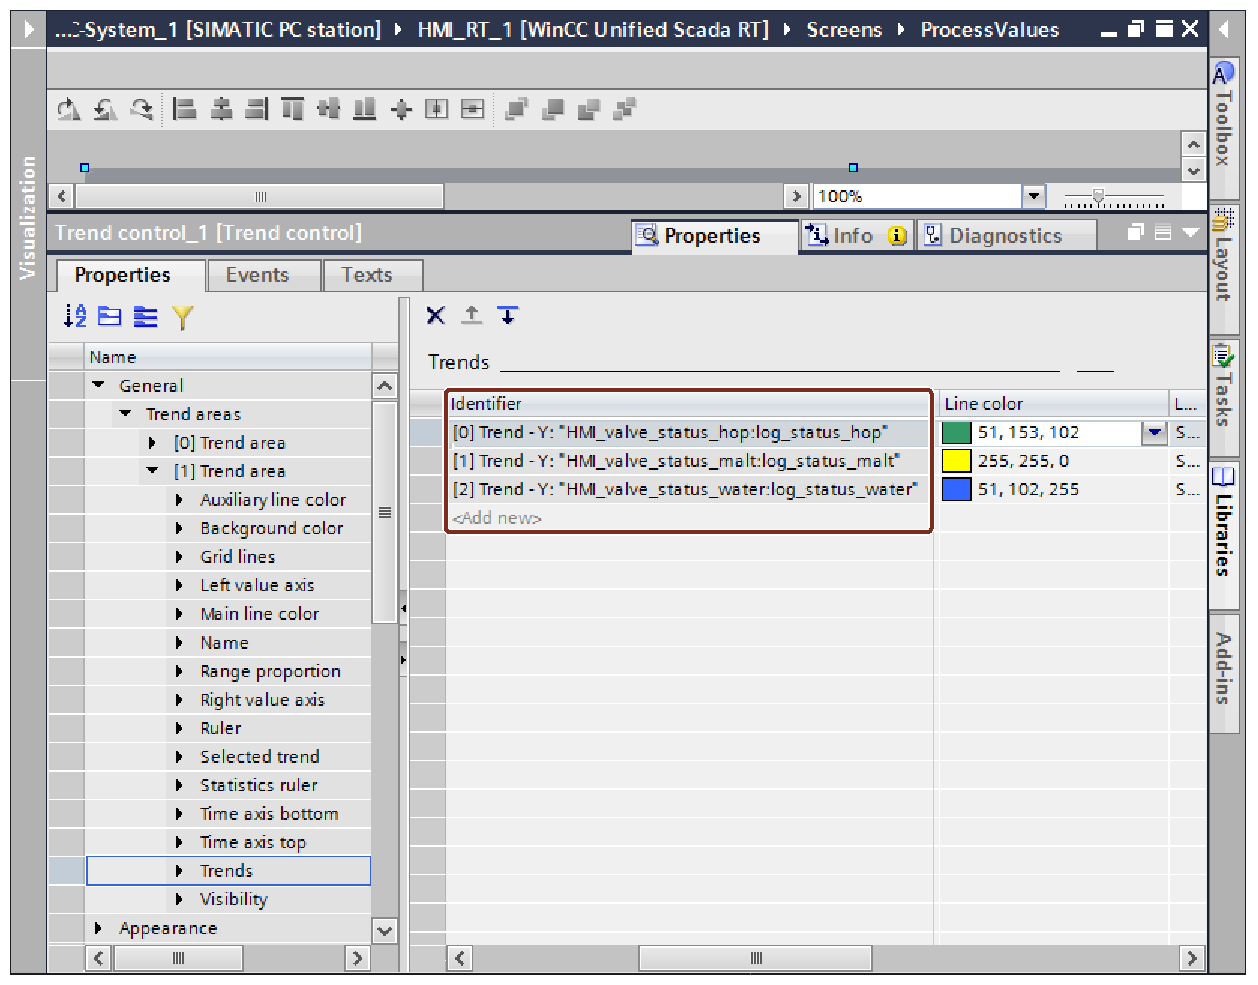 ...C-System_1 [SIMATIC PC station] HMI_RT_1 [WinCC Unified Scada RT] Screens ProcessValues
Visualization
100%
Trend control_1 [Trend control]
Properties
Info
Diagnostics
Properties
Events
Texts
Name
General
Trend areas
[0] Trend area
[1] Trend area
Auxiliary line color
Background color
Grid lines
Left value axis
Main line color
Name
Range proportion
Right value axis
Ruler
Selected trend
Statistics ruler
Time axis bottom
Time axis top
Trends
Visibility
Appearance
Trends
Identifier Line color L...
[0] Trend - Y: "HMI_valve_status_hop:log_status_hop" 51, 153, 102 S...
[1] Trend - Y: "HMI_valve_status_malt:log_status_malt" 255, 255, 0 S...
[2] Trend - Y: "HMI_valve_status_water:log_status_water" 51, 102, 255 S...
<Add new>
Toolbox
Layout
Tasks
Libraries
Add-ins